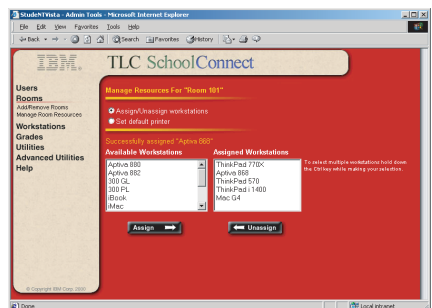 StudeNTVista - Admin Tools - Microsoft Internet Explorer
File Edit View Favorites Tools Help
Back Search Favorites History
IBM.
TLC SchoolConnect
Users
Rooms
Add/Remove Rooms
Manage Room Resources
Workstations
Grades
Utilities
Advanced Utilities
Help
Manage Resources For "Room 101"
Assign/Unassign workstations
Set default printer
Successfully assigned "Aptiva 868"
Available Workstations
Aptiva 880
Aptiva 882
300 GL
300 PL
iBook
iMac
Assigned Workstations
ThinkPad 770X
Aptiva 868
ThinkPad 570
ThinkPad i 1400
Mac G4
To select multiple workstations hold down
the Ctrl key while making your selection.
Assign
Unassign
© Copyright IBM Corp. 2000
Done
Local intranet